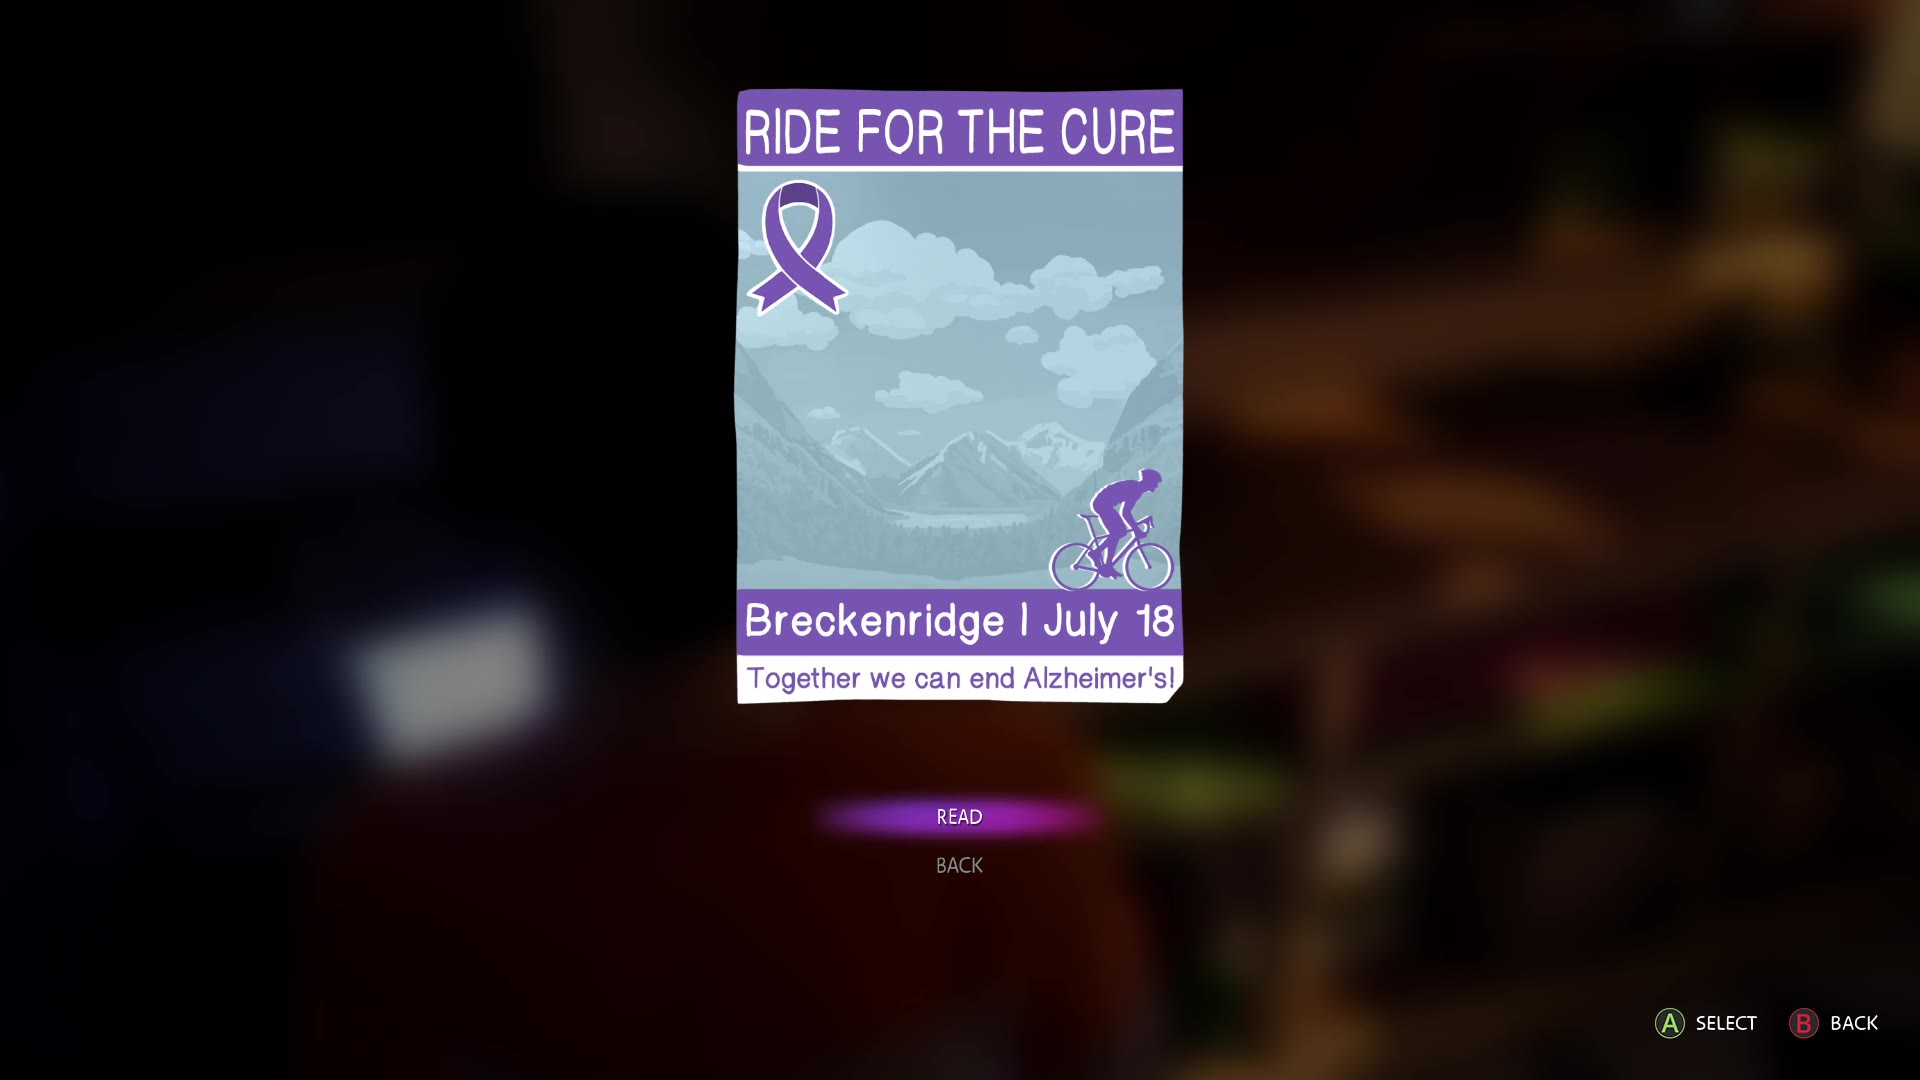 RIDE FOR THE CURE
Breckenridge | July 18
Together we can end Alzheimer's!
READ
BACK
A SELECT B BACK